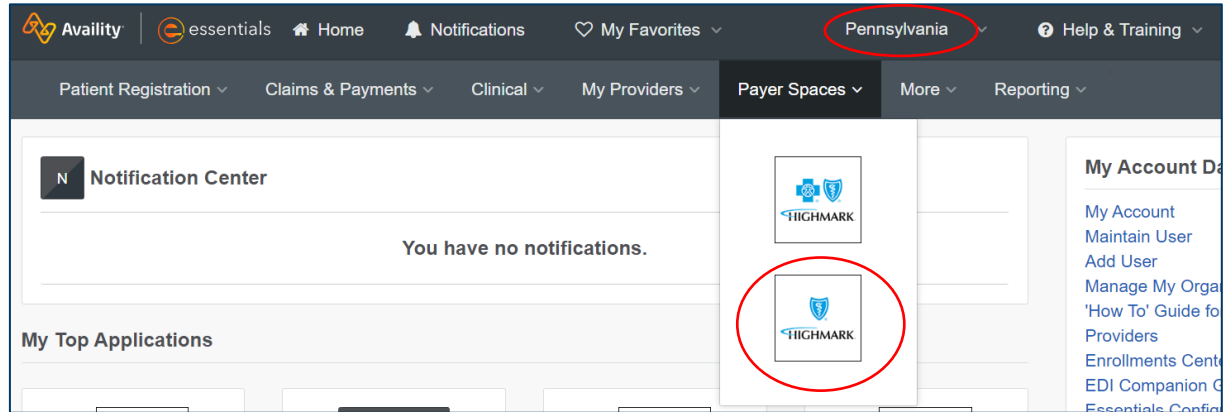 Availity essentials Home Notifications My Favorites Pennsylvania Help & Training
Patient Registration Claims & Payments Clinical My Providers Payer Spaces More Reporting
N Notification Center
You have no notifications.
My Top Applications
HIGHMARK
HIGHMARK
My Account Da
My Account
Maintain User
Add User
Manage My Orga
'How To' Guide fo
Providers
Enrollments Cente
EDI Companion G
Essentials Config